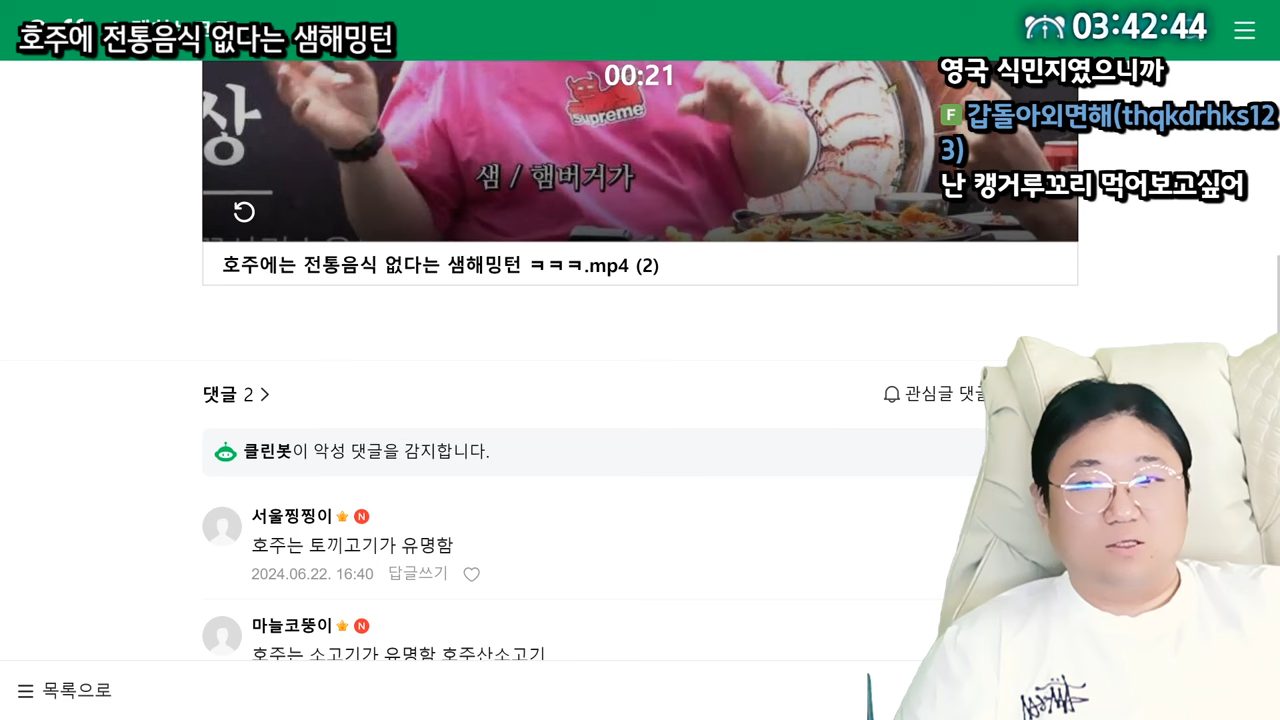 호주에 전통음식 없다는 샘해밍턴
03:42:44
영국 식민지였으니까
F 갑돌아외면해(thqkdrhks12
3)
난 캥거루꼬리 먹어보고싶어
00:21
상
supreme
샘 / 햄버거가
호주에는 전통음식 없다는 샘해밍턴 ㅋㅋㅋ.mp4 (2)
댓글 2
관심글 댓글
클린봇이 악성 댓글을 감지합니다.
서울찡찡이 N
호주는 토끼고기가 유명함
2024.06.22. 16:40 답글쓰기
마늘코뚱이 N
호주는 소고기가 유명함 호주산소고기
목록으로